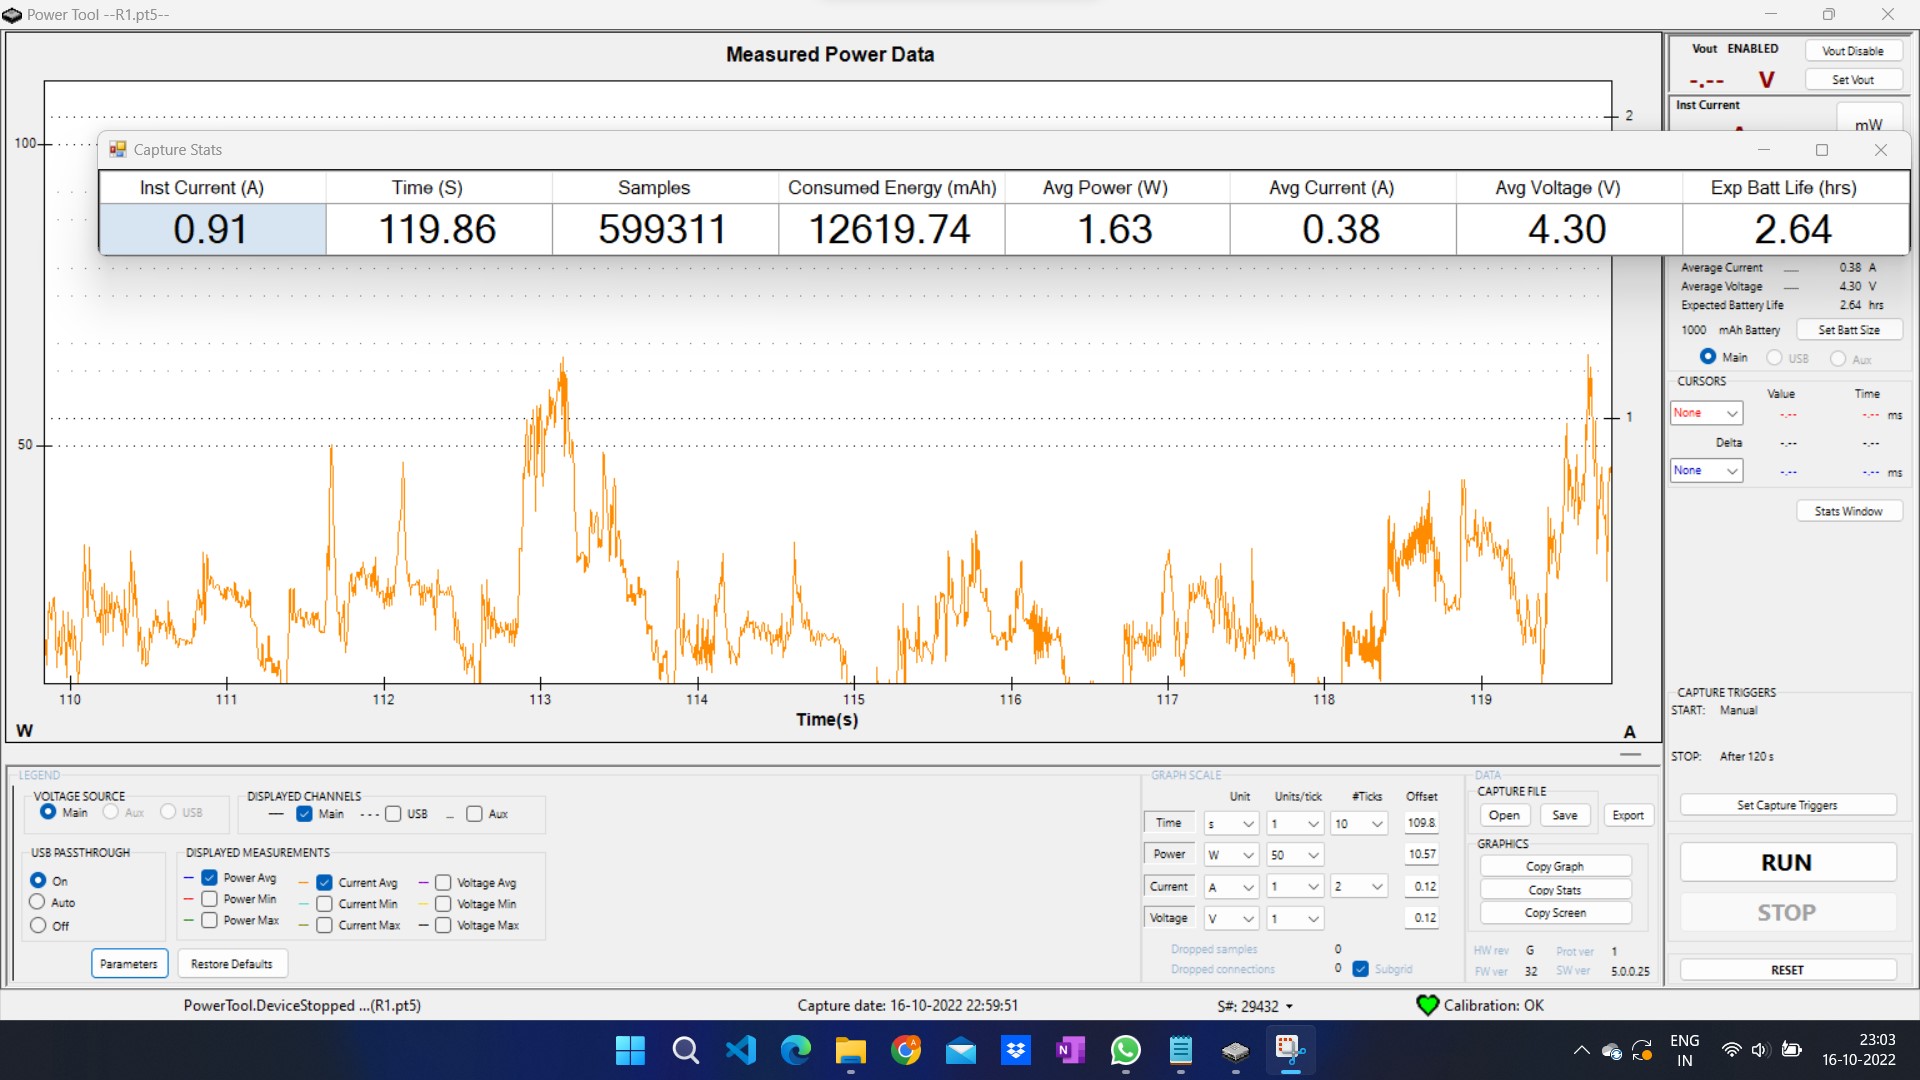 Power Tool --R1.pt5--
Measured Power Data
Vout ENABLED
Vout Disable
-.-- V
Set Vout
Inst Current
mW
2
100
Capture Stats
Inst Current (A) Time (S) Samples Consumed Energy (mAh) Avg Power (W) Avg Current (A) Avg Voltage (V) Exp Batt Life (hrs)
0.91 119.86 599311 12619.74 1.63 0.38 4.30 2.64
Average Current 0.38 A
Average Voltage 4.30 V
Expected Battery Life 2.64 hrs
1000 mAh Battery Set Batt Size
Main USB Aux
CURSORS
Value Time
None -.-- -.-- ms
Delta -.-- -.--
None -.-- -.-- ms
Stats Window
1
50
110 111 112 113 114 115 116 117 118 119
Time(s)
W
A
CAPTURE TRIGGERS
START: Manual
STOP: After 120 s
Set Capture Triggers
RUN
STOP
RESET
LEGEND
VOLTAGE SOURCE
Main Aux USB
DISPLAYED CHANNELS
Main USB Aux
USB PASSTHROUGH
On
Auto
Off
DISPLAYED MEASUREMENTS
Power Avg Current Avg Voltage Avg
Power Min Current Min Voltage Min
Power Max Current Max Voltage Max
Parameters Restore Defaults
GRAPH SCALE
Unit Units/tick #Ticks Offset
Time s 1 10 109.8
Power W 50 10.57
Current A 1 2 0.12
Voltage V 1 0.12
Dropped samples 0
Dropped connections 0 Subgrid
DATA
CAPTURE FILE
Open Save Export
GRAPHICS
Copy Graph
Copy Stats
Copy Screen
HW rev G Prot ver 1
FW ver 32 SW ver 5.0.0.25
PowerTool.DeviceStopped ...(R1.pt5)
Capture date: 16-10-2022 22:59:51
S#: 29432
Calibration: OK
ENG
IN
23:03
16-10-2022